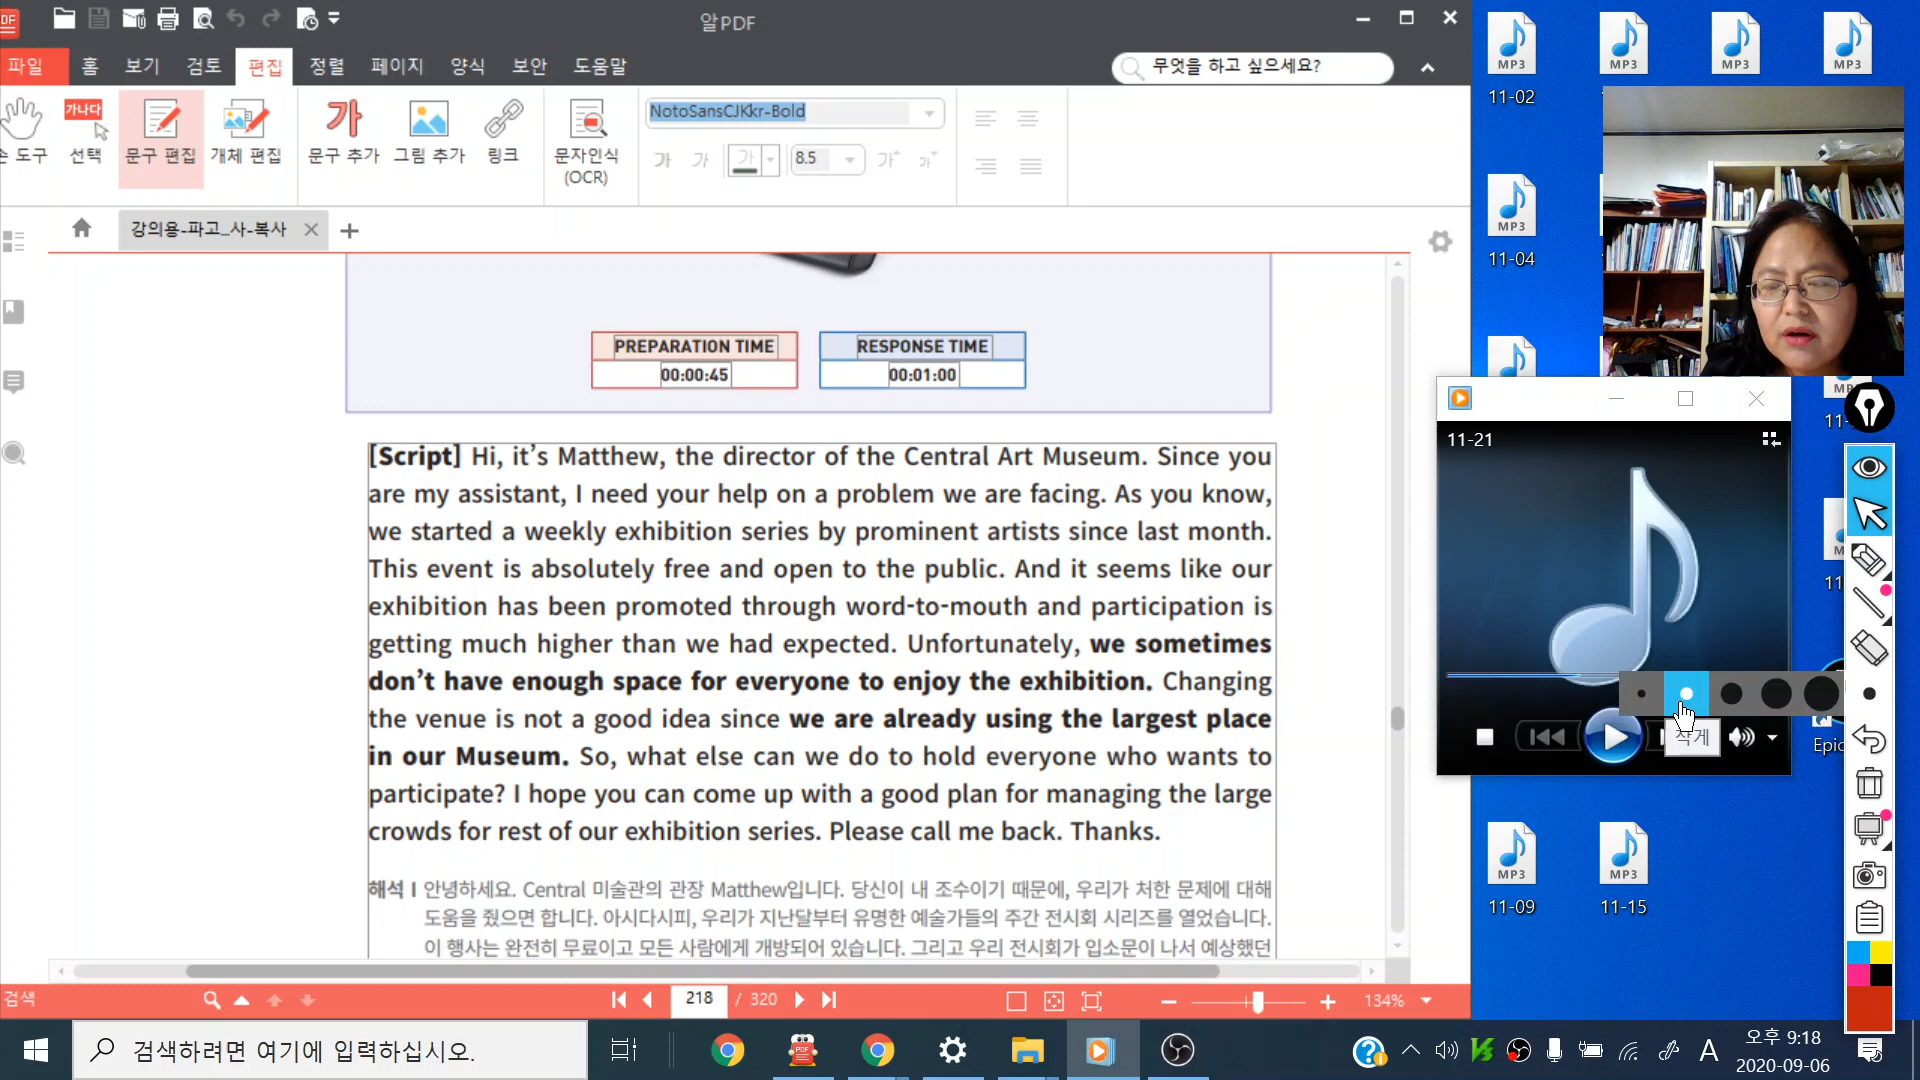 알PDF
파일 홈 보기 검토 편집 정렬 페이지 양식 보안 도움말
무엇을 하고 싶으세요?
가나다
손 도구 선택 문구 편집 개체 편집 문구 추가 그림 추가 링크 문자인식 (OCR)
NotoSansCJKkr-Bold
8.5
강의용-파고_사-복사
PREPARATION TIME
00:00:45
RESPONSE TIME
00:01:00
[Script] Hi, it's Matthew, the director of the Central Art Museum. Since you
are my assistant, I need your help on a problem we are facing. As you know,
we started a weekly exhibition series by prominent artists since last month.
This event is absolutely free and open to the public. And it seems like our
exhibition has been promoted through word-to-mouth and participation is
getting much higher than we had expected. Unfortunately, we sometimes
don't have enough space for everyone to enjoy the exhibition. Changing
the venue is not a good idea since we are already using the largest place
in our Museum. So, what else can we do to hold everyone who wants to
participate? I hope you can come up with a good plan for managing the large
crowds for rest of our exhibition series. Please call me back. Thanks.
해석 I 안녕하세요. Central 미술관의 관장 Matthew입니다. 당신이 내 조수이기 때문에, 우리가 처한 문제에 대해
도움을 줬으면 합니다. 아시다시피, 우리가 지난달부터 유명한 예술가들의 주간 전시회 시리즈를 열었습니다.
이 행사는 완전히 무료이고 모든 사람에게 개방되어 있습니다. 그리고 우리 전시회가 입소문이 나서 예상했던
검색
218 / 320
134%
MP3 MP3 MP3 MP3
11-02
MP3
11-04
11-21
작게
Epic
MP3 MP3
11-09 11-15
검색하려면 여기에 입력하십시오.
A
오후 9:18
2020-09-06